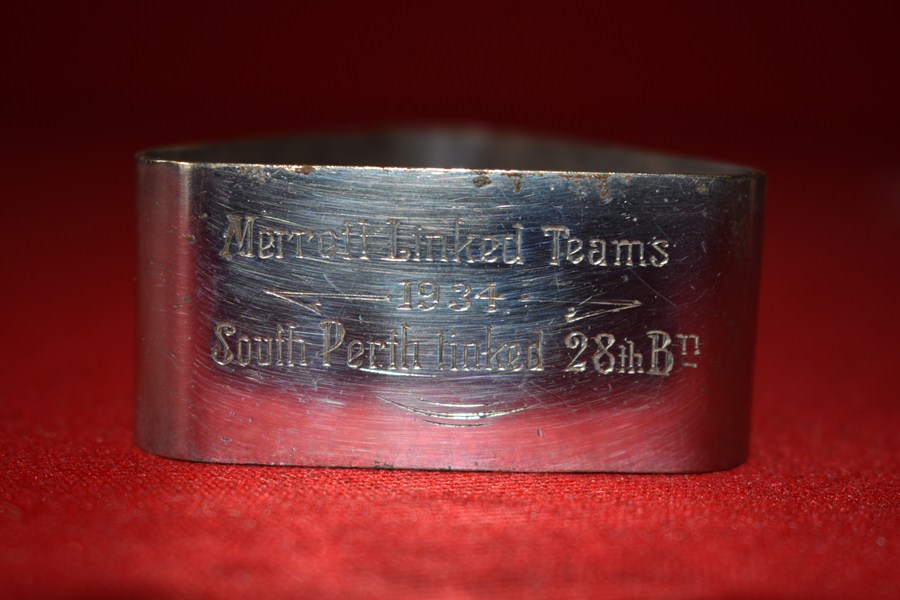 Merrett Linked Teams
1934
South Perth linked 28th Bn